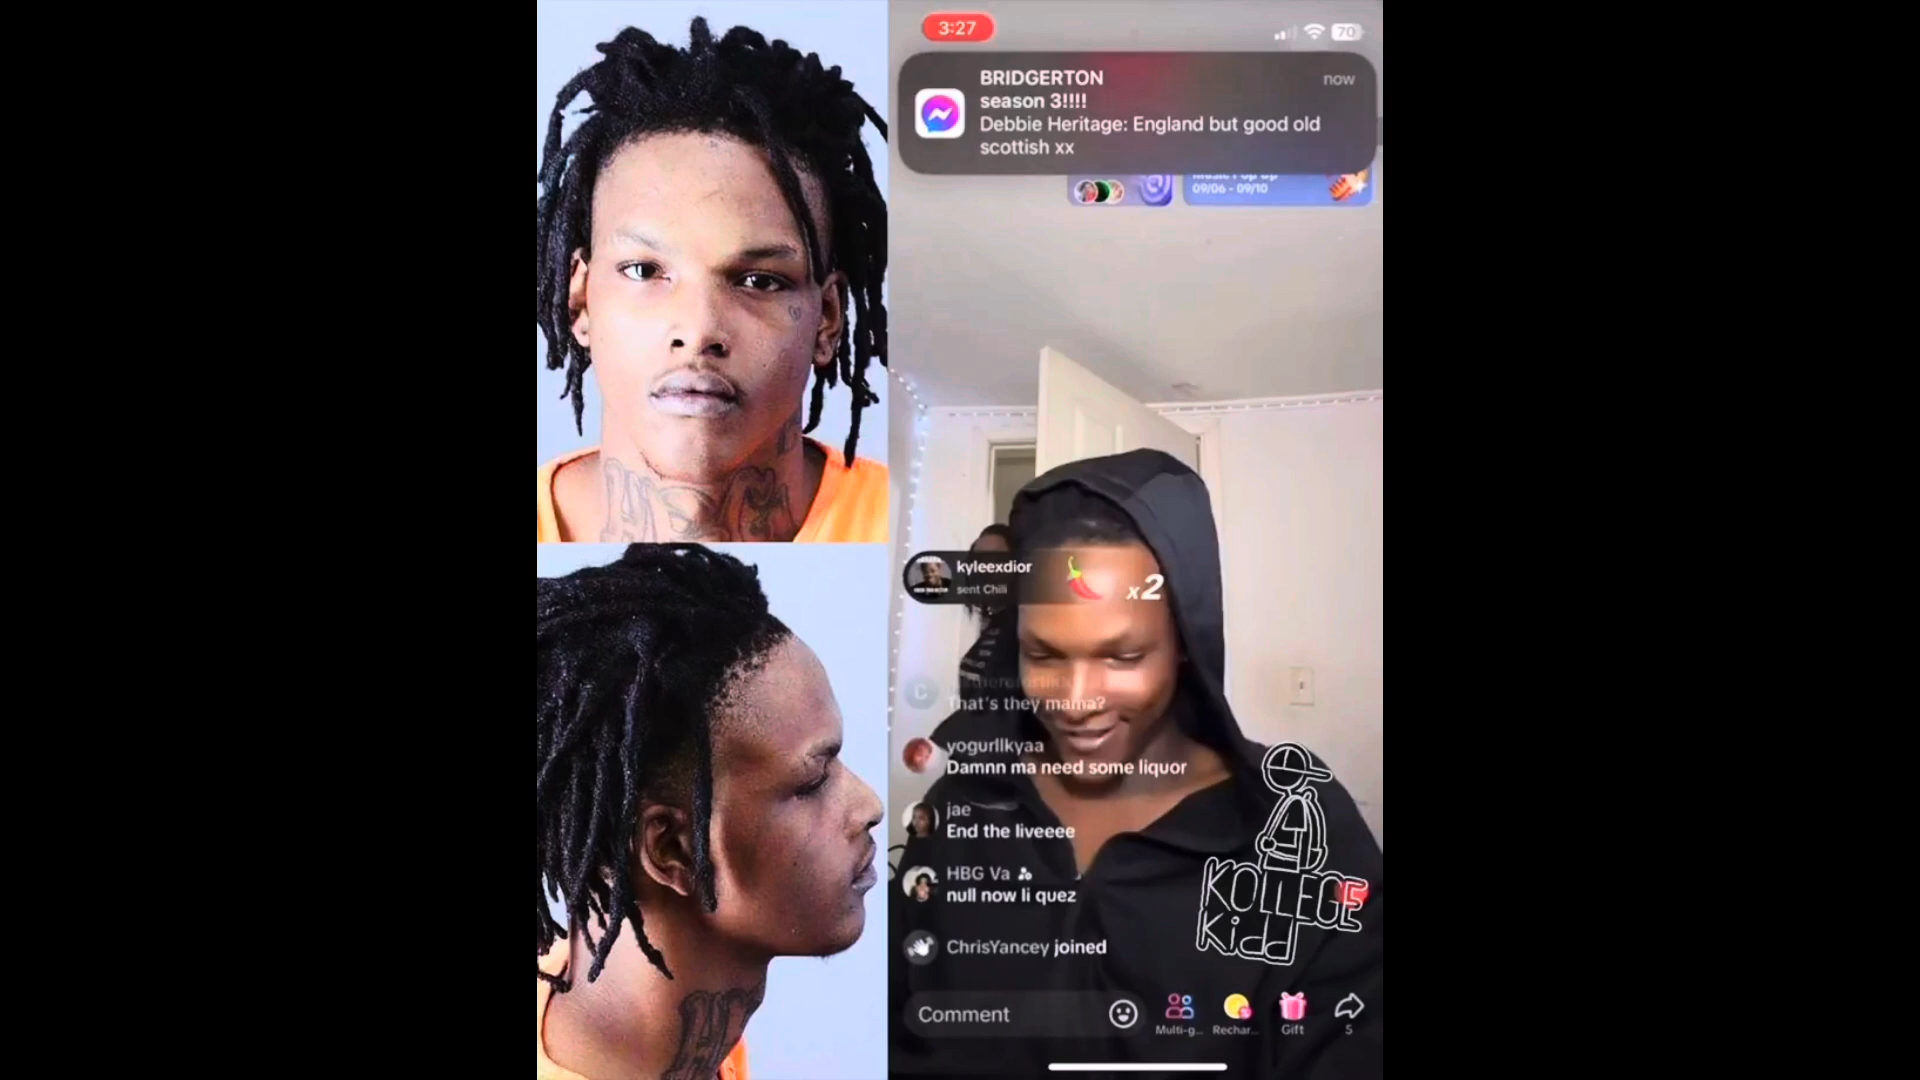 3:27
70
BRIDGERTON
now
season 3!!!!
Debbie Heritage: England but good old
scottish xx
09/06 - 09/10
kyleexdior
sent Chili
x2
C
That's they mama?
yogurllkyaa
Damnn ma need some liquor
jae
End the liveeee
HBG Va
null now li quez
ChrisYancey joined
KOLLEGE
Kidd
Comment
Multi-g...
Rechar...
Gift
5